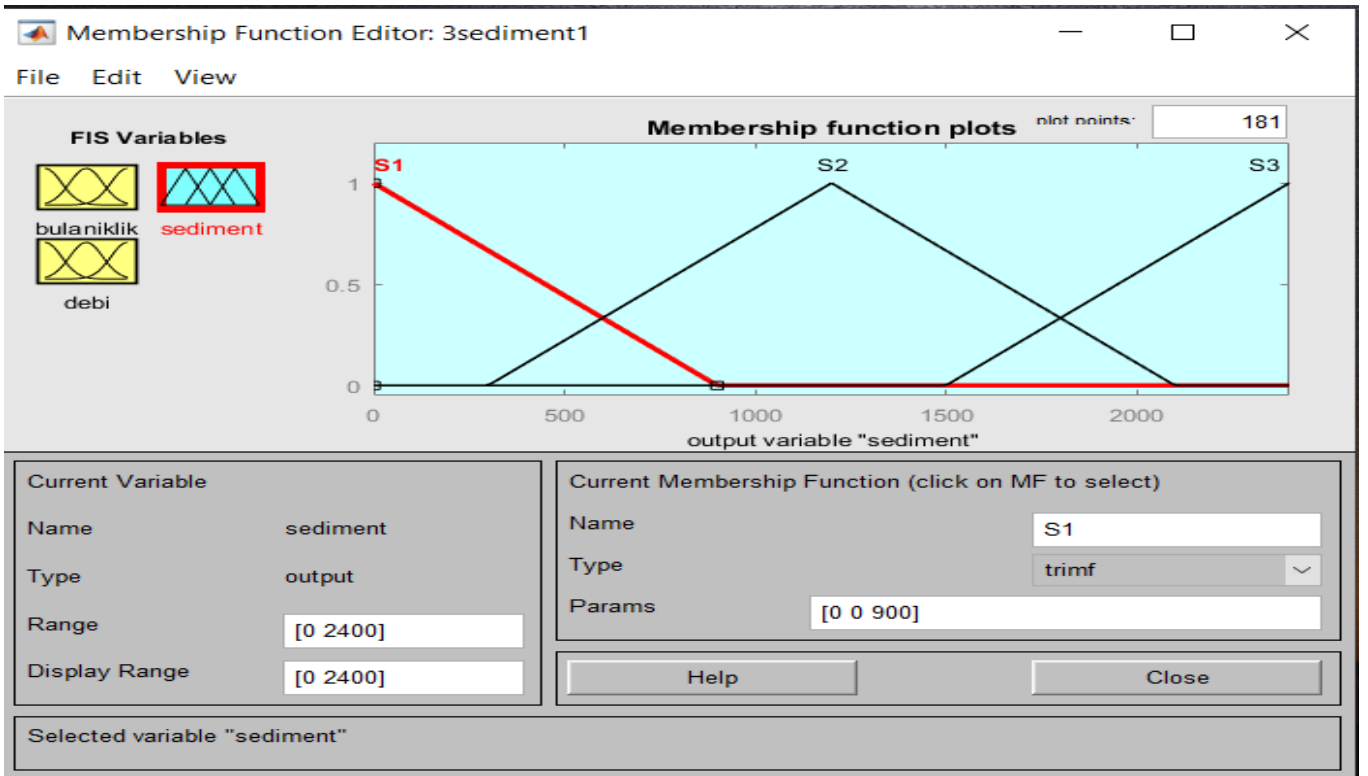 Membership Function Editor: 3sediment1
File Edit View
FIS Variables
bulaniklik sediment
debi
Membership function plots plot points: 181
S1 S2 S3
1
0.5
0
0 500 1000 1500 2000
output variable "sediment"
Current Variable
Name sediment
Type output
Range [0 2400]
Display Range [0 2400]
Current Membership Function (click on MF to select)
Name S1
Type trimf
Params [0 0 900]
Help Close
Selected variable "sediment"